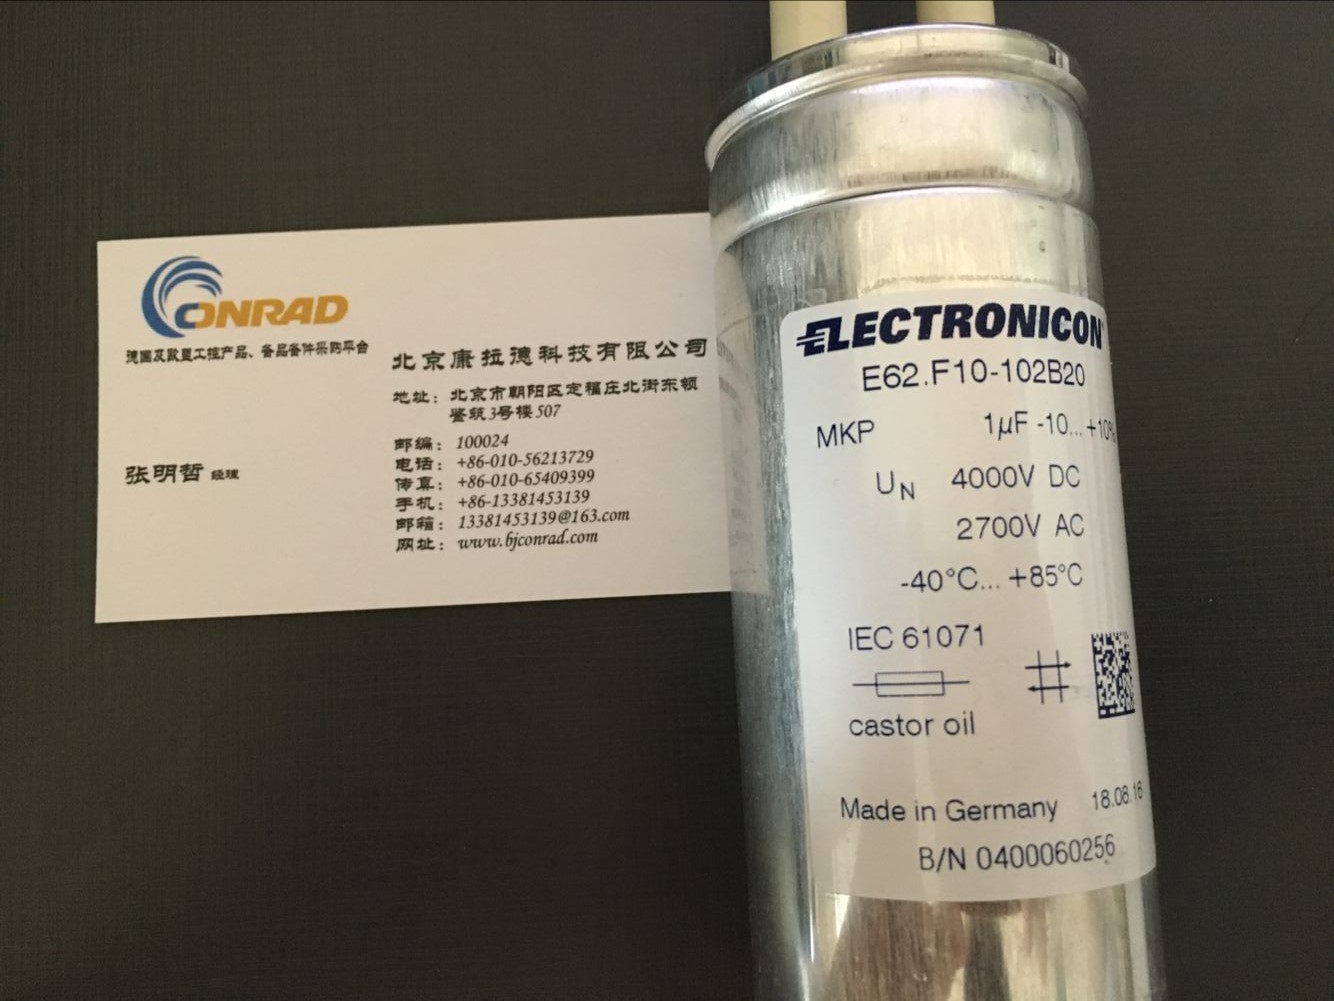 CONRAD
德国及欧盟工控产品、备品备件采购平台
张明哲 经理
北京康拉德科技有限公司
地址：北京市朝阳区定福庄北街东领
鉴筑3号楼507
邮编：100024
电话：+86-010-56213729
传真：+86-010-65409399
手机：+86-13381453139
邮箱：13381453139@163.com
网址：www.bjconrad.com
ELECTRONICON
E62.F10-102B20
MKP 1µF -10...+10%
UN 4000V DC
2700V AC
-40°C... +85°C
IEC 61071
castor oil
Made in Germany 18.08.16
B/N 0400060256